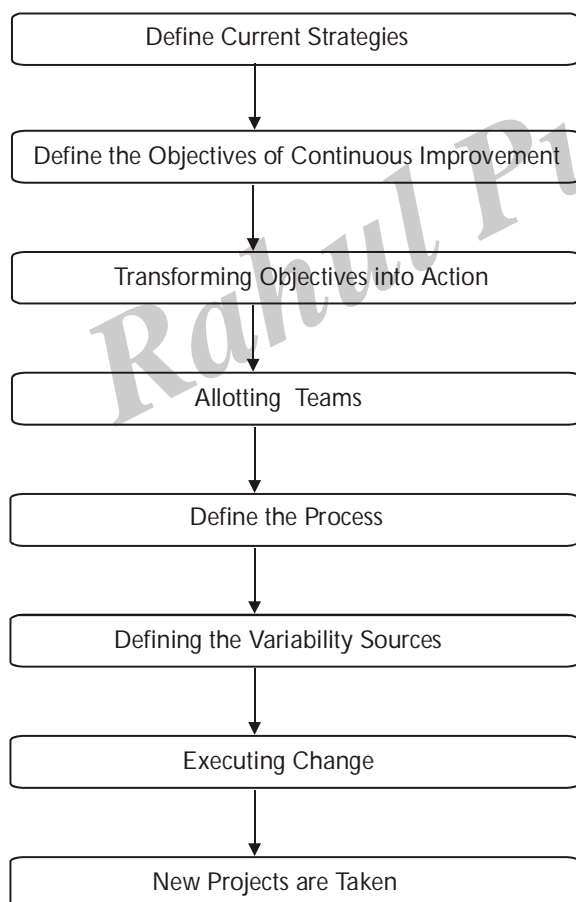 Define Current Strategies
Define the Objectives of Continuous Improvement
Rahul
Transforming Objectives into Action
Allotting Teams
Define the Process
Defining the Variability Sources
Executing Change
New Projects are Taken